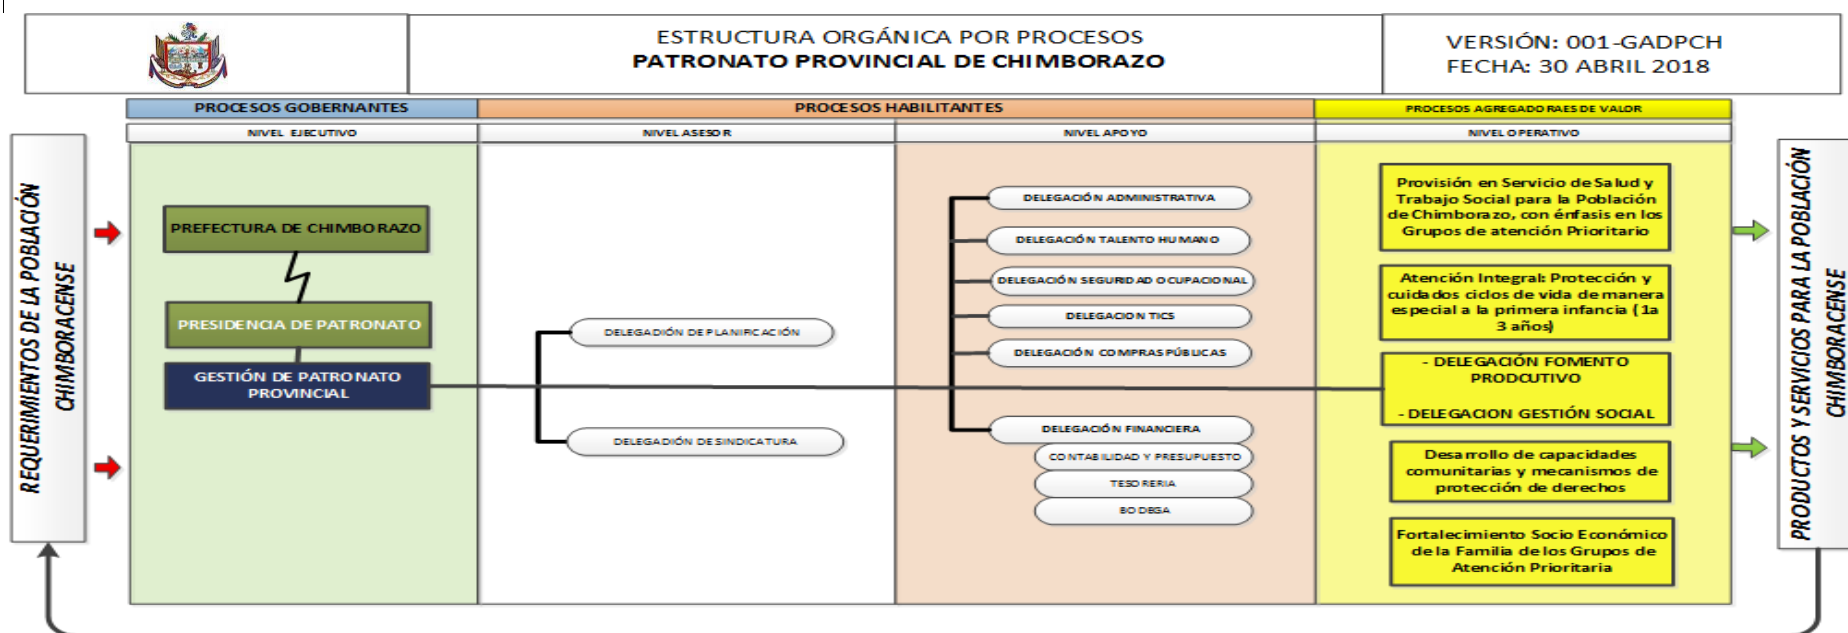 ESTRUCTURA ORGÁNICA POR PROCESOS
PATRONATO PROVINCIAL DE CHIMBORAZO
VERSIÓN: 001-GADPCH
FECHA: 30 ABRIL 2018
PROCESOS GOBERNANTES
PROCESOS HABILITANTES
PROCESOS AGREGADORAES DE VALOR
NIVEL EJECUTIVO
NIVEL ASESOR
NIVEL APOYO
NIVEL OPERATIVO
REQUERIMIENTOS DE LA POBLACIÓN
CHIMBORACENSE
PREFECTURA DE CHIMBORAZO
PRESIDENCIA DE PATRONATO
GESTIÓN DE PATRONATO
PROVINCIAL
DELEGADIÓN DE PLANIFICACIÓN
DELEGADIÓN DE SINDICATURA
DELEGACIÓN ADMINISTRATIVA
DELEGACIÓN TALENTO HUMANO
DELEGACIÓN SEGURIDAD OCUPACIONAL
DELEGACION TICS
DELEGACIÓN COMPRAS PÚBLICAS
DELEGACIÓN FINANCIERA
CONTABILIDAD Y PRESUPUESTO
TESORERIA
BODEGA
Provisión en Servicio de Salud y
Trabajo Social para la Población
de Chimborazo, con énfasis en los
Grupos de atención Prioritario
Atención Integral: Protección y
cuidados ciclos de vida de manera
especial a la primera infancia (1a
3 años)
- DELEGACIÓN FOMENTO
PRODCUTIVO
- DELEGACION GESTIÓN SOCIAL
Desarrollo de capacidades
comunitarias y mecanismos de
protección de derechos
Fortalecimiento Socio Económico
de la Familia de los Grupos de
Atención Prioritaria
PRODUCTOS Y SERVICIOS PARA LA POBLACIÓN
CHIMBORACENSE